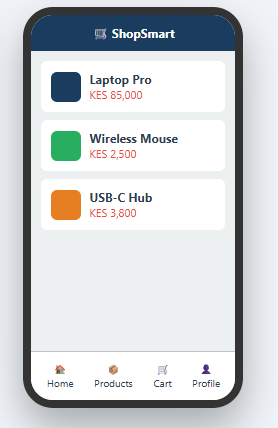 ShopSmart
Laptop Pro
KES 85,000
Wireless Mouse
KES 2,500
USB-C Hub
KES 3,800
Home Products Cart Profile